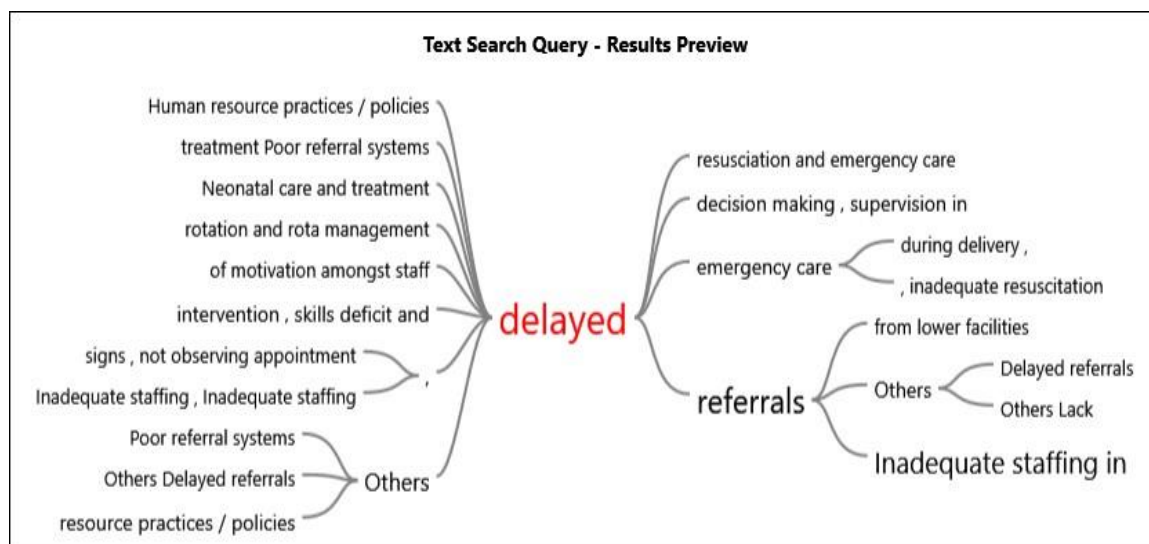 Text Search Query - Results Preview
Human resource practices / policies
treatment Poor referral systems
Neonatal care and treatment
rotation and rota management
of motivation amongst staff
intervention , skills deficit and
signs , not observing appointment
Inadequate staffing , Inadequate staffing
,
Poor referral systems
Others Delayed referrals
resource practices / policies
Others
delayed
resusciation and emergency care
decision making , supervision in
emergency care
during delivery ,
, inadequate resuscitation
referrals
from lower facilities
Others
Delayed referrals
Others Lack
Inadequate staffing in